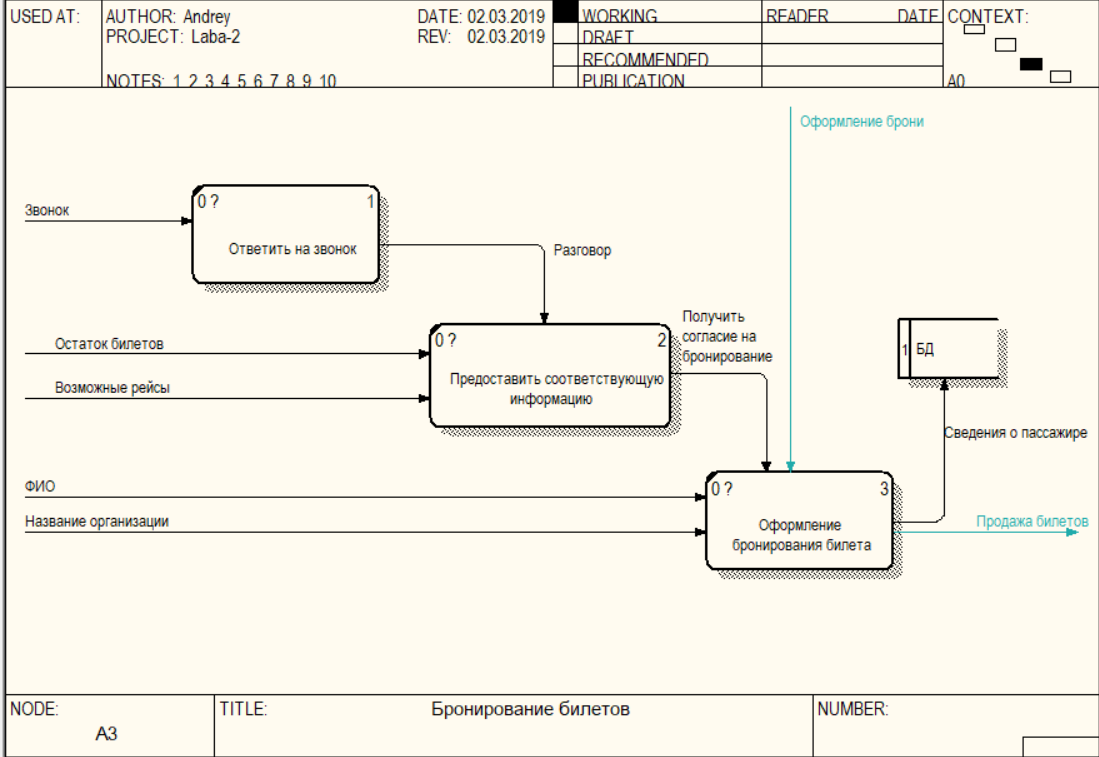 USED AT:
AUTHOR: Andrey
PROJECT: Laba-2
DATE: 02.03.2019
REV: 02.03.2019
NOTES: 1 2 3 4 5 6 7 8 9 10
WORKING
DRAFT
RECOMMENDED
PUBLICATION
READER
DATE
CONTEXT:
A0
Оформление брони
Звонок
0 ?
1
Ответить на звонок
Разговор
Остаток билетов
Возможные рейсы
0 ?
2
Предоставить соответствующую
информацию
Получить
согласие на
бронирование
1
БД
Сведения о пассажире
ФИО
Название организации
0 ?
3
Оформление
бронирования билета
Продажа билетов
NODE:
A3
TITLE:
Бронирование билетов
NUMBER: